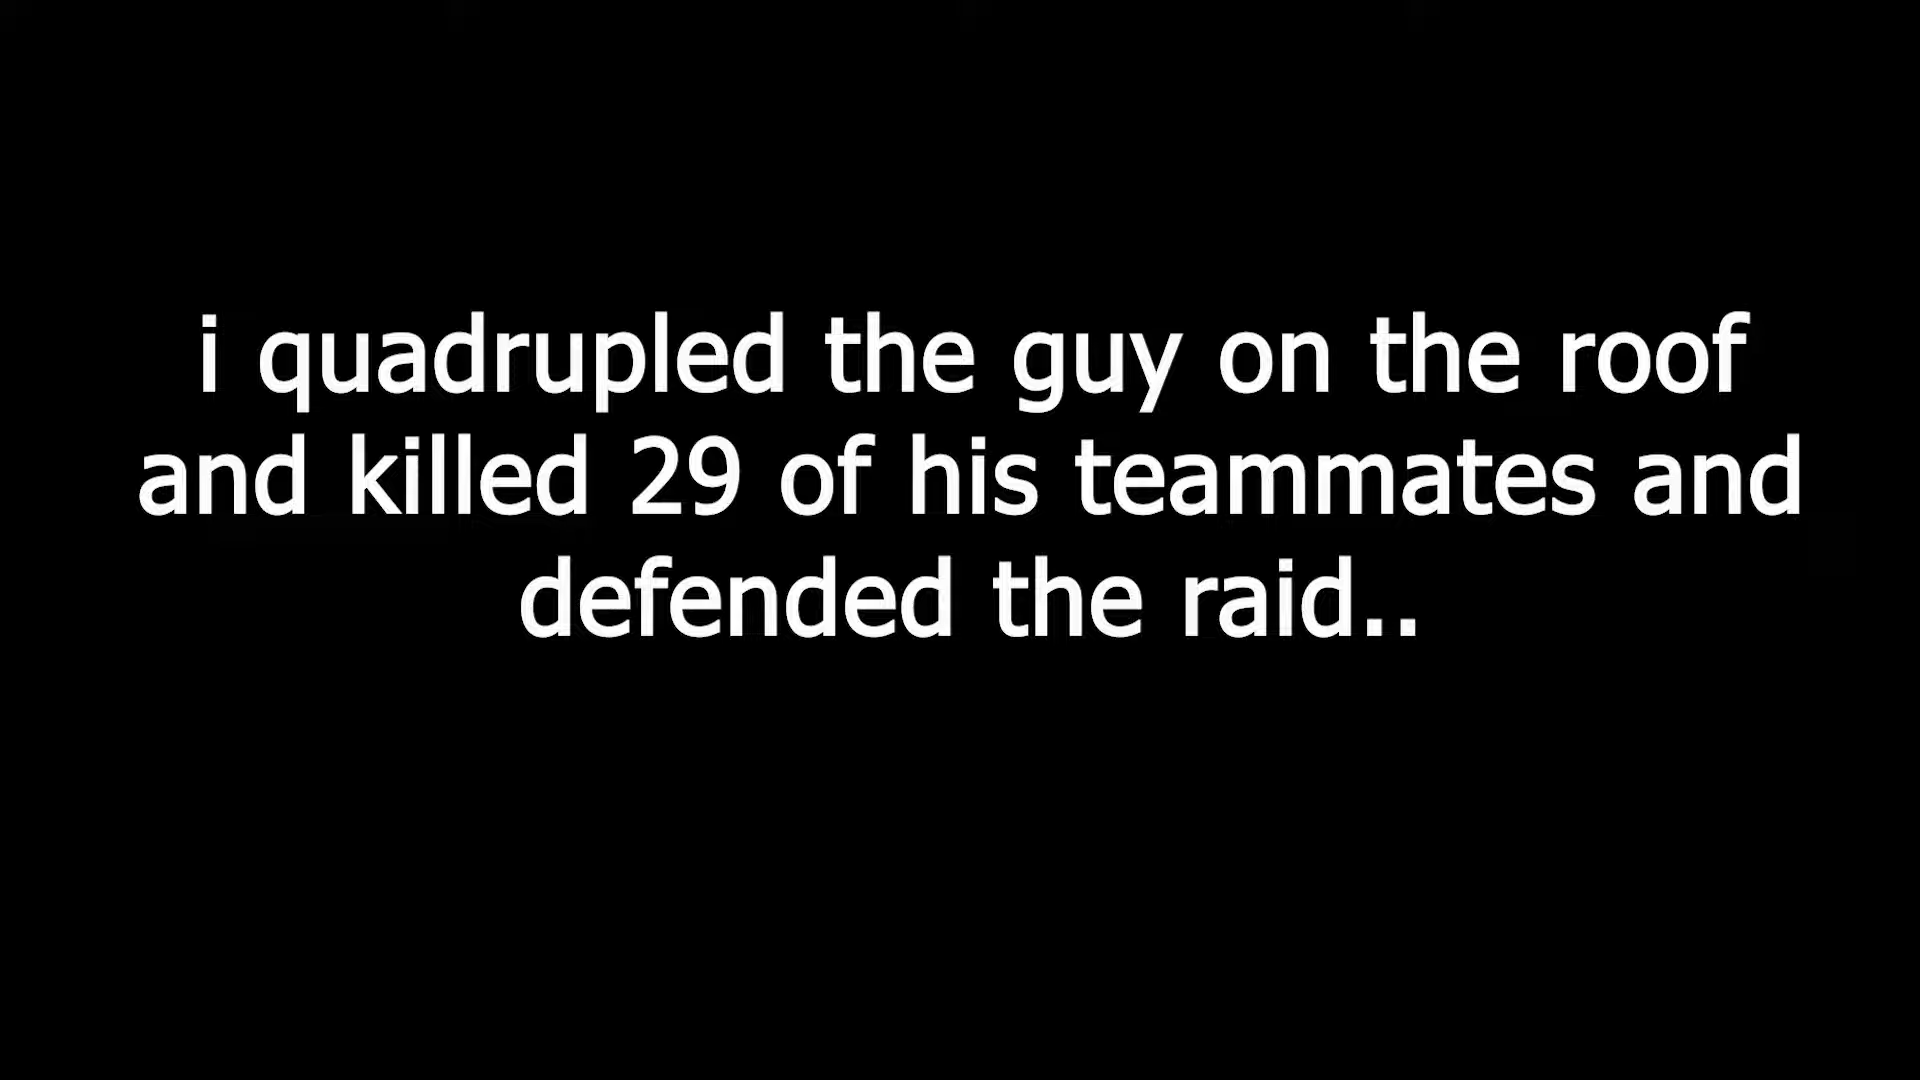 i quadrupled the guy on the roof
and killed 29 of his teammates and
defended the raid..